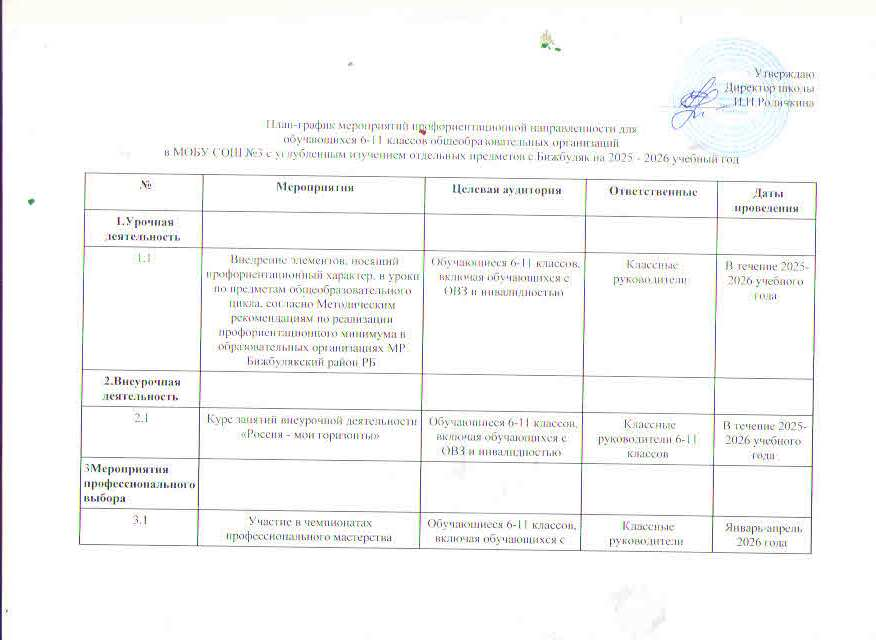 Утверждаю
Директор школы
И.И.Родичкина
План-график мероприятий профориентационной направленности для
обучающихся 6-11 классов общеобразовательных организаций
в МОБУ СОШ №3 с углубленным изучением отдельных предметов с.Бижбуляк на 2025 - 2026 учебный год
№ Мероприятия Целевая аудитория Ответственные Даты
проведения
1.Урочная
деятельность
1.1
Внедрение элементов, носящий
профориентационный характер, в уроки
по предметам общеобразовательного
цикла, согласно Методическим
рекомендациям по реализации
профориентационного минимума в
образовательных организациях МР
Бижбулякский район РБ
Обучающиеся 6-11 классов,
включая обучающихся с
ОВЗ и инвалидностью
Классные
руководители
В течение 2025-
2026 учебного
года
2.Внеурочная
деятельность
2.1
Курс занятий внеурочной деятельности
«Россия - мои горизонты»
Обучающиеся 6-11 классов,
включая обучающихся с
ОВЗ и инвалидностью
Классные
руководители 6-11
классов
В течение 2025-
2026 учебного
года
3Мероприятия
профессионального
выбора
3.1
Участие в чемпионатах
профессионального мастерства
Обучающиеся 6-11 классов,
включая обучающихся с
Классные
руководители
Январь-апрель
2026 года